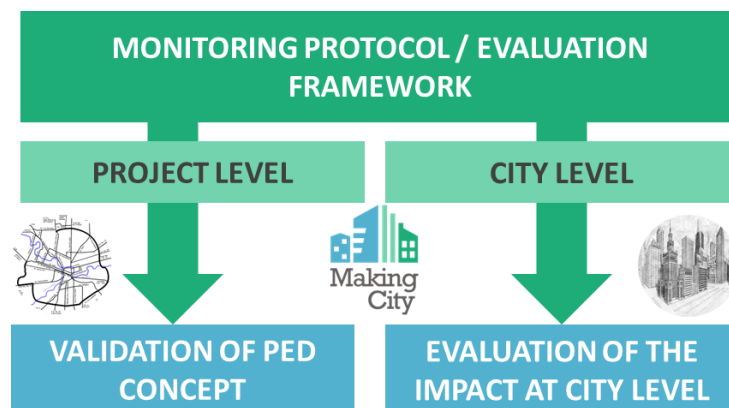 MONITORING PROTOCOL / EVALUATION
FRAMEWORK
PROJECT LEVEL
CITY LEVEL
Making
City
VALIDATION OF PED
CONCEPT
EVALUATION OF THE
IMPACT AT CITY LEVEL